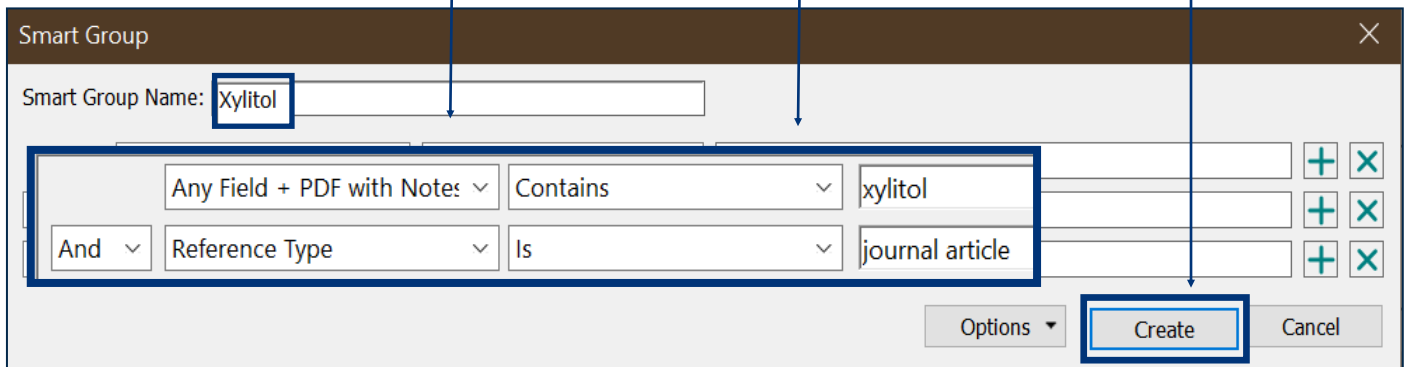 Smart Group
Smart Group Name: Xylitol
Any Field + PDF with Notes Contains xylitol
And Reference Type Is journal article
Options Create Cancel